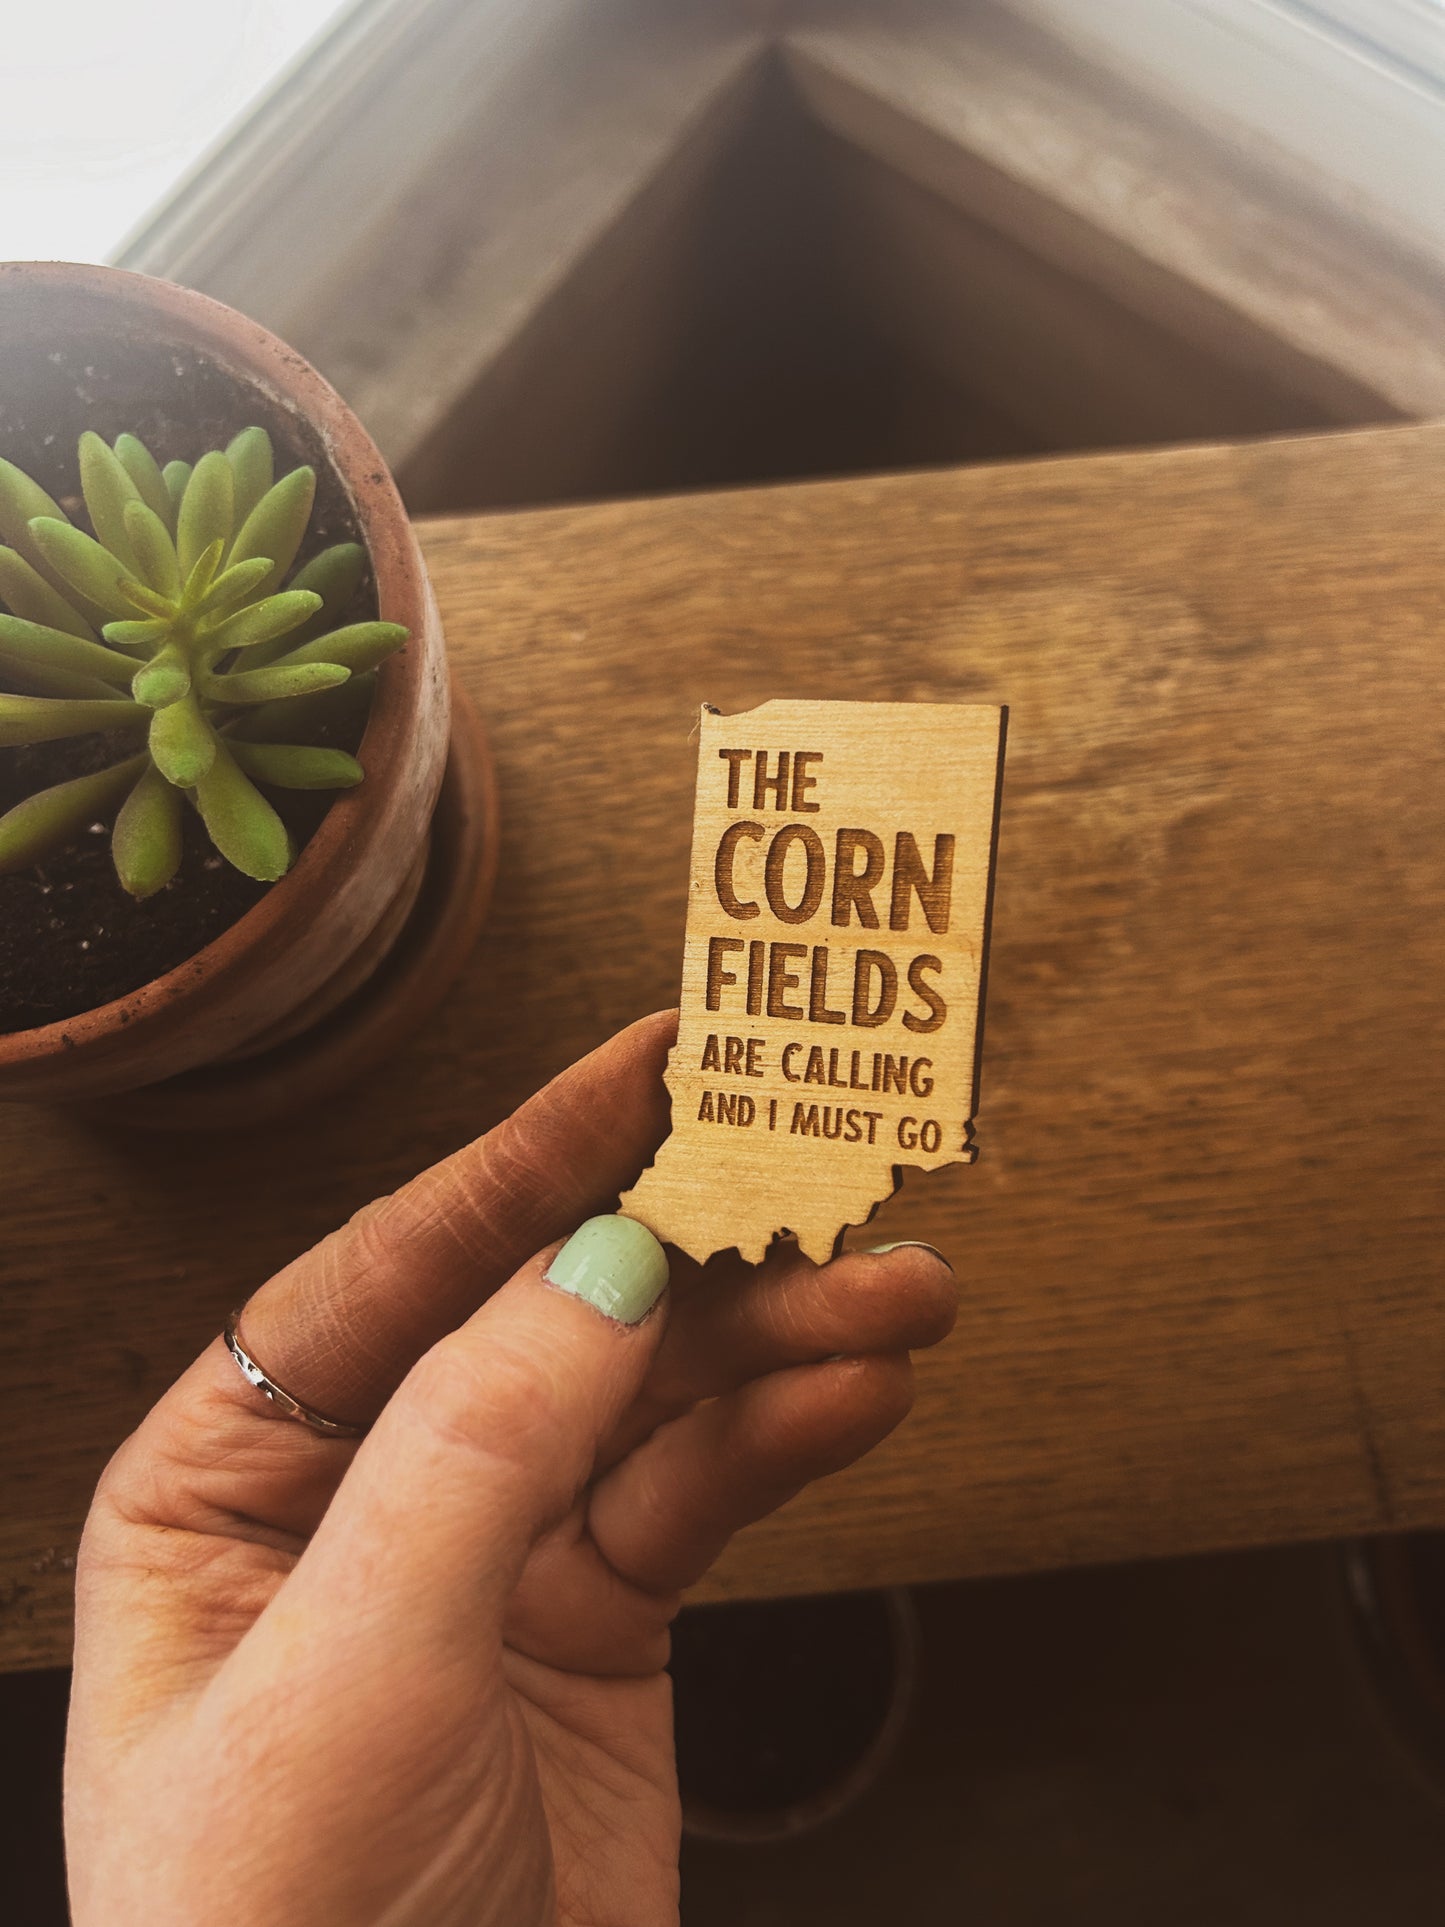 THE
CORN
FIELDS
ARE CALLING
AND I MUST GO